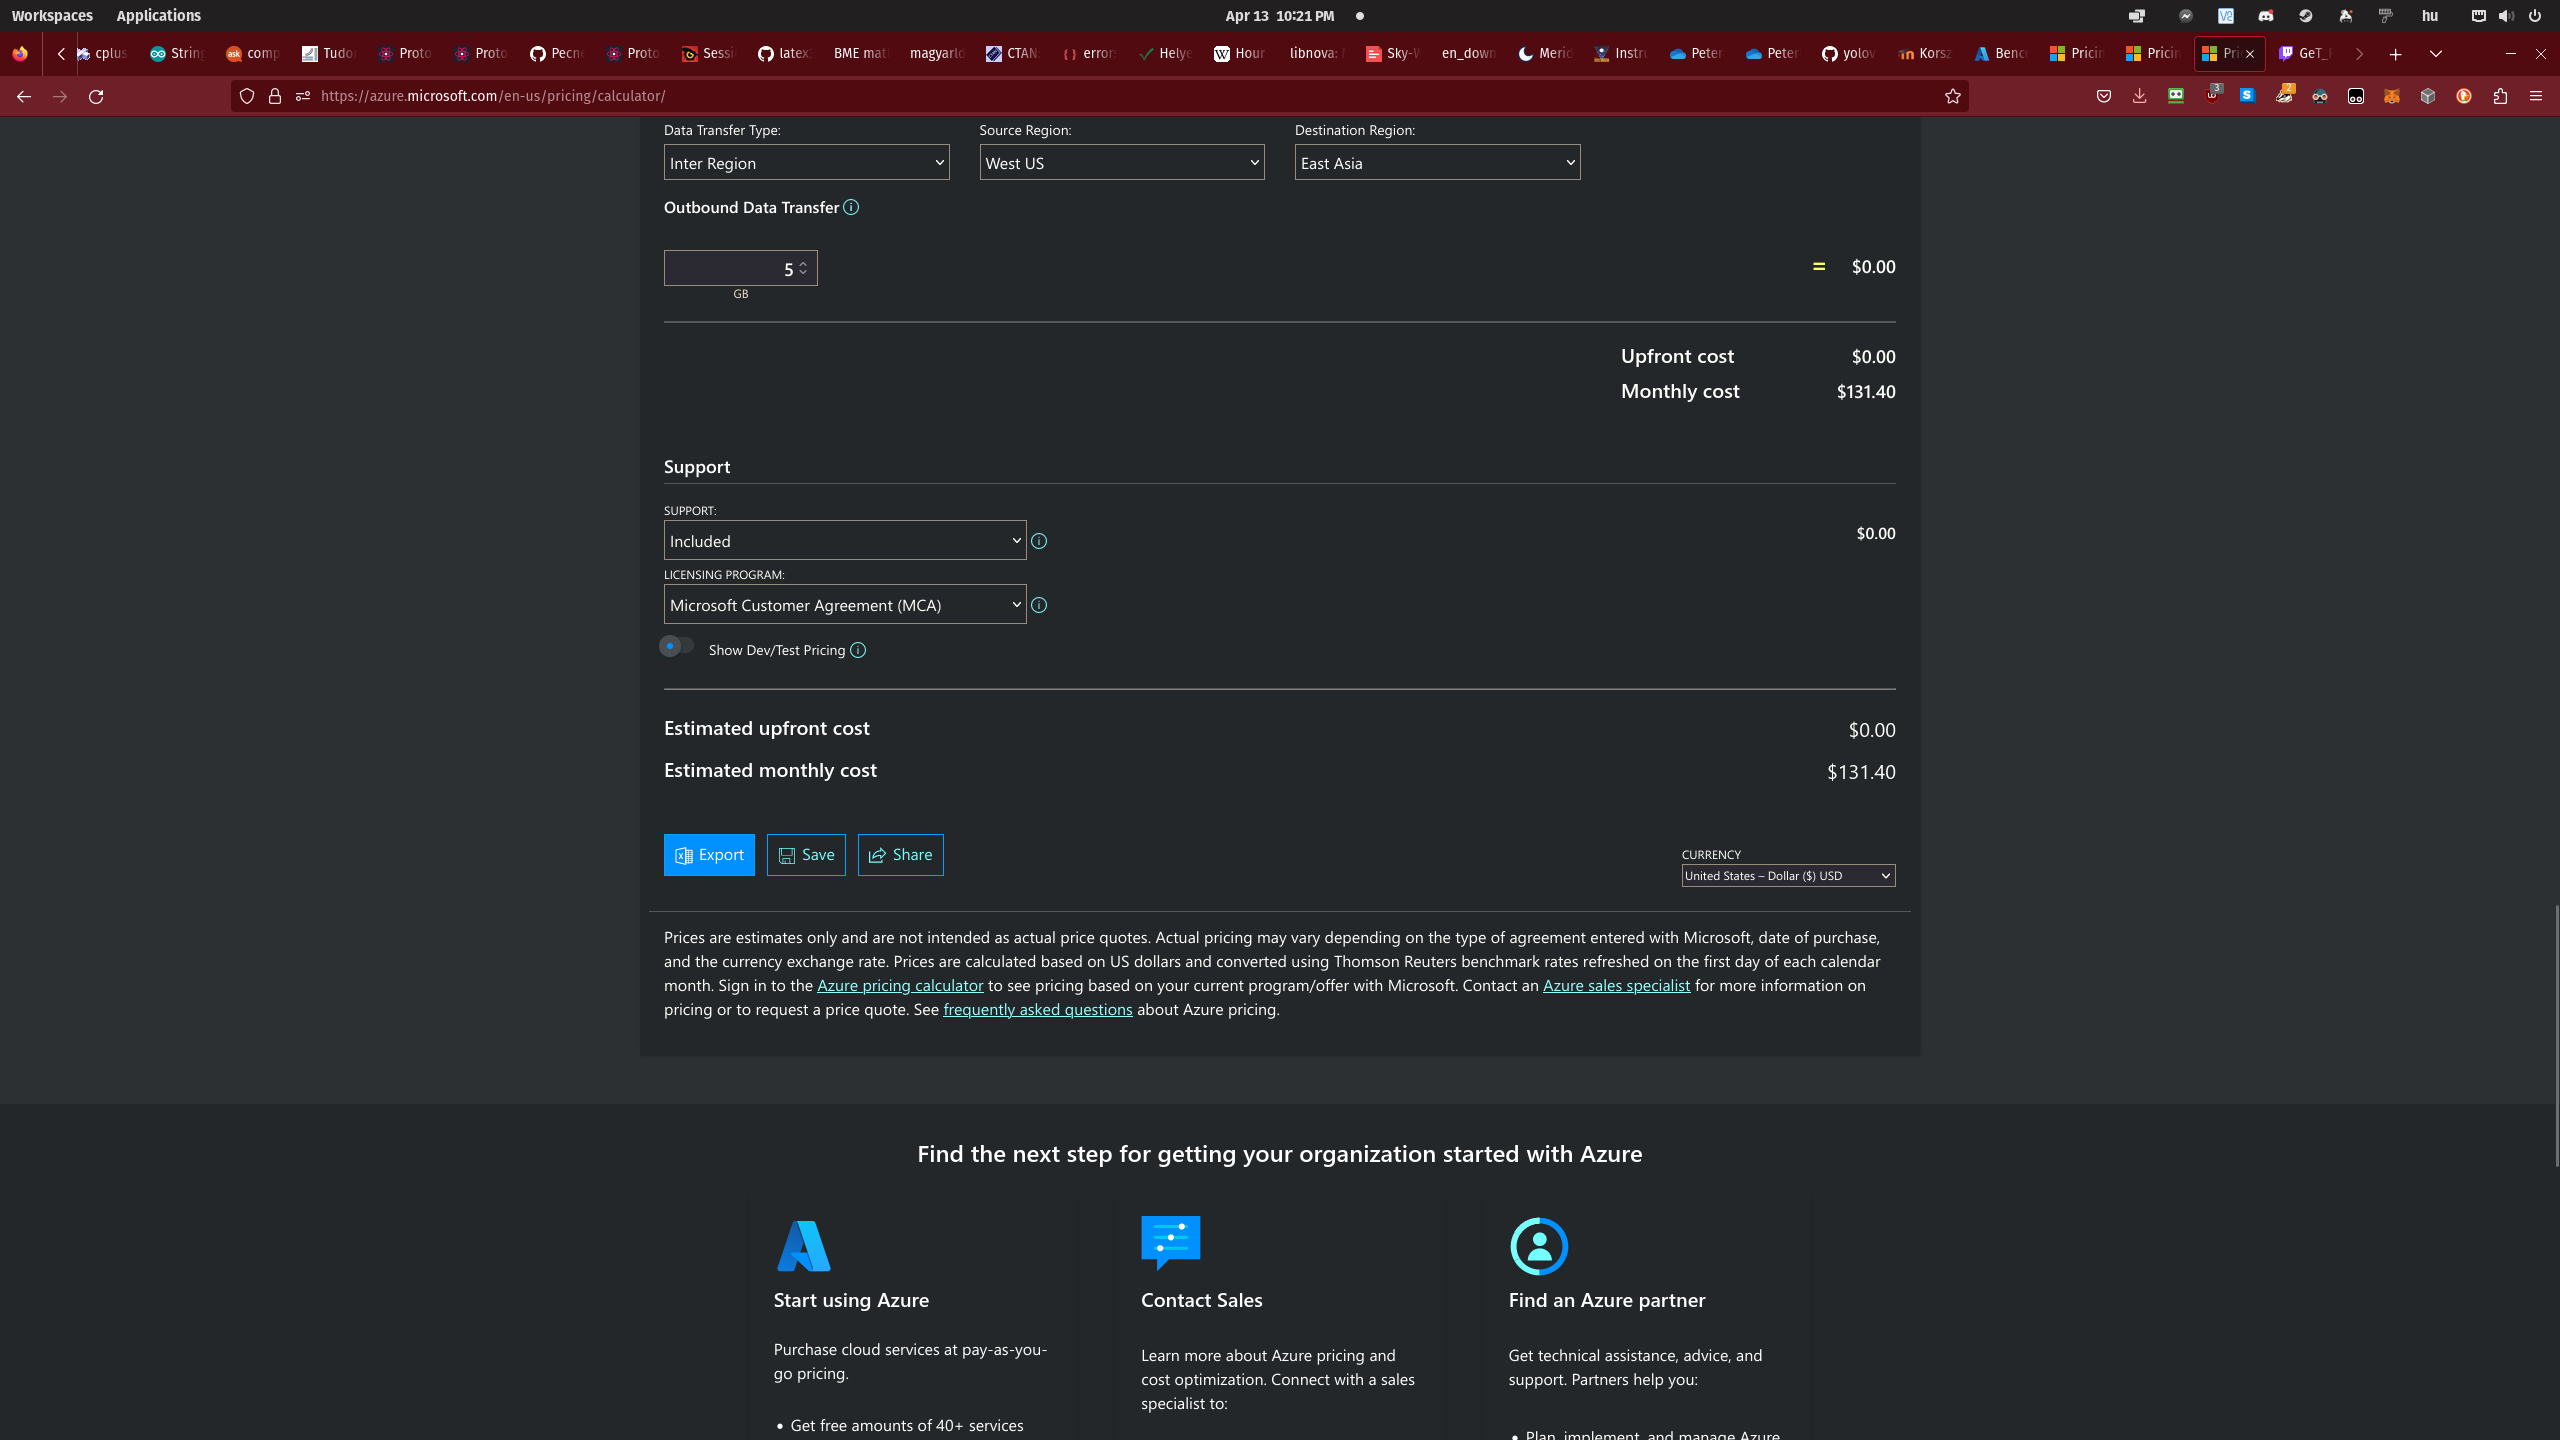 Workspaces Applications Apr 13 10:21 PM hu
cplus String comp Tudo Proto Proto Pecne Proto Sessi latex BME mat magyarld CTAN: errors Helye Hour libnova: Sky-W en_down Merid Instru Peter Peter yolov Korsz Bence Pricin Pricin Pric GeT_
https://azure.microsoft.com/en-us/pricing/calculator/ 3 2
Data Transfer Type: Source Region: Destination Region:
Inter Region West US East Asia
Outbound Data Transfer
5 = $0.00
GB
Upfront cost $0.00
Monthly cost $131.40
Support
SUPPORT:
Included $0.00
LICENSING PROGRAM:
Microsoft Customer Agreement (MCA)
Show Dev/Test Pricing
Estimated upfront cost $0.00
Estimated monthly cost $131.40
Export Save Share
CURRENCY
United States – Dollar ($) USD
Prices are estimates only and are not intended as actual price quotes. Actual pricing may vary depending on the type of agreement entered with Microsoft, date of purchase,
and the currency exchange rate. Prices are calculated based on US dollars and converted using Thomson Reuters benchmark rates refreshed on the first day of each calendar
month. Sign in to the Azure pricing calculator to see pricing based on your current program/offer with Microsoft. Contact an Azure sales specialist for more information on
pricing or to request a price quote. See frequently asked questions about Azure pricing.
Find the next step for getting your organization started with Azure
Start using Azure
Purchase cloud services at pay-as-you-
go pricing.
• Get free amounts of 40+ services
Contact Sales
Learn more about Azure pricing and
cost optimization. Connect with a sales
specialist to:
Find an Azure partner
Get technical assistance, advice, and
support. Partners help you:
• Plan, implement, and manage Azure